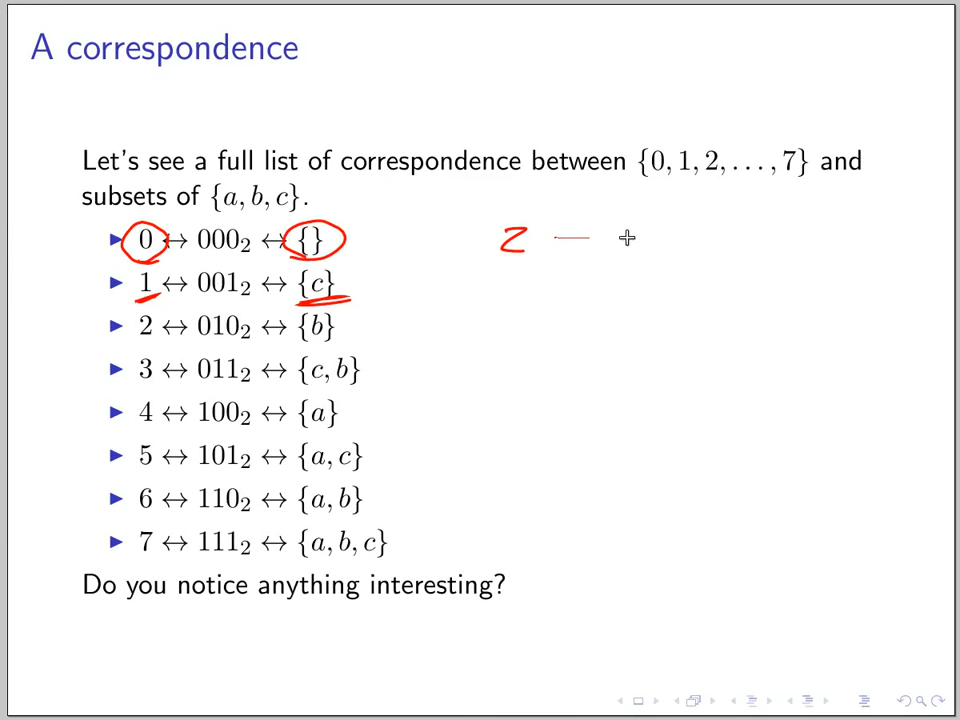 A correspondence
Let's see a full list of correspondence between {0, 1, 2, . . . , 7} and
subsets of {a, b, c}.
▶ 0 ↔ 000₂ ↔ {} 2 —
▶ 1 ↔ 001₂ ↔ {c}
▶ 2 ↔ 010₂ ↔ {b}
▶ 3 ↔ 011₂ ↔ {c, b}
▶ 4 ↔ 100₂ ↔ {a}
▶ 5 ↔ 101₂ ↔ {a, c}
▶ 6 ↔ 110₂ ↔ {a, b}
▶ 7 ↔ 111₂ ↔ {a, b, c}
Do you notice anything interesting?